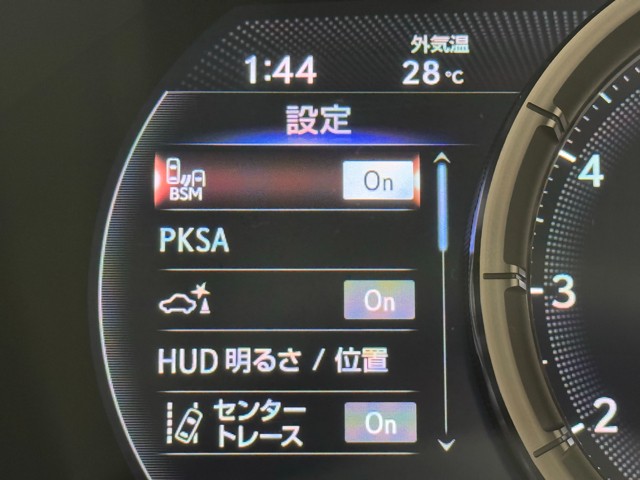 外気温
1:44 28℃
設定
BSM On
PKSA
On
HUD 明るさ / 位置
センター
トレース On
4
3
2